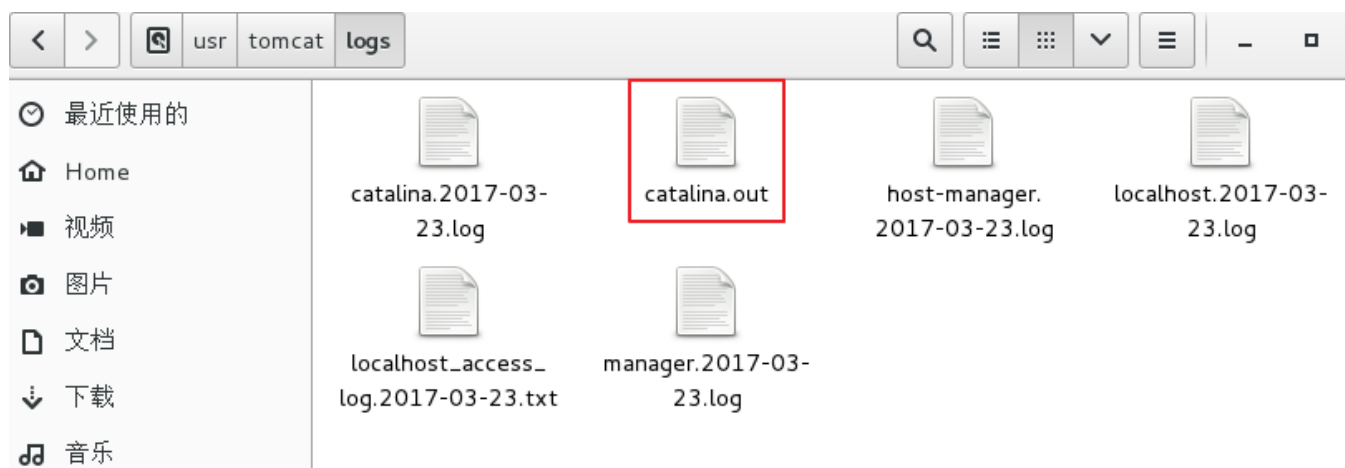 usr tomcat logs
最近使用的
Home
视频
图片
文档
下载
音乐
catalina.2017-03-
23.log
catalina.out
host-manager.
2017-03-23.log
localhost.2017-03-
23.log
localhost_access_
log.2017-03-23.txt
manager.2017-03-
23.log